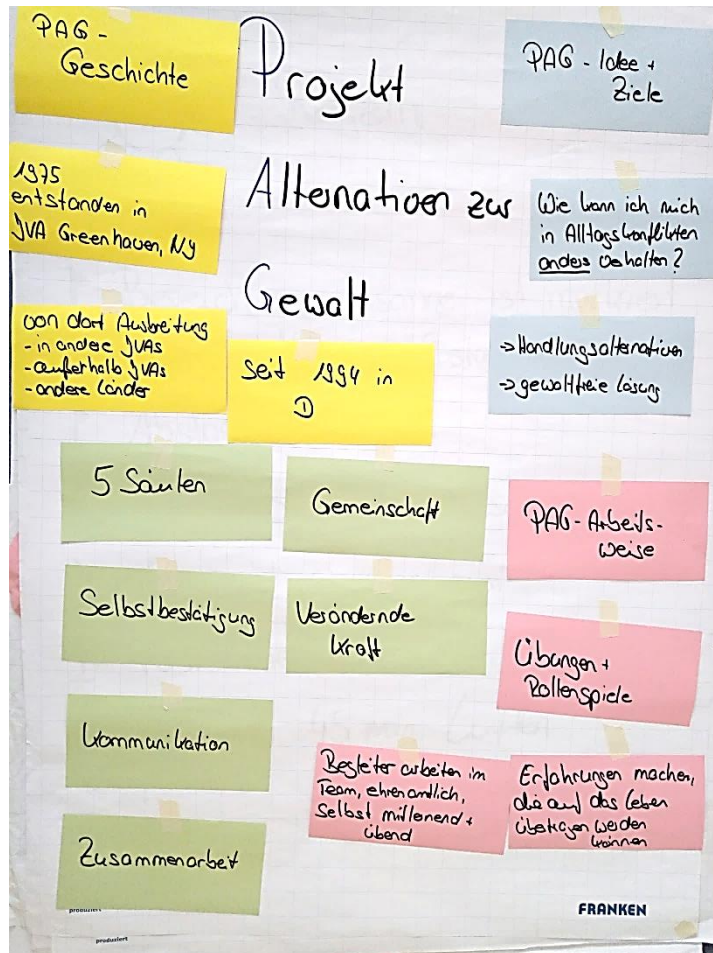 Projekt
Alternativen zur
Gewalt
PAG -
Geschichte
1975
entstanden in
JVA Greenhaven, NY
von dort Ausbreitung
- in andere JVAs
- außerhalb JVAs
- andere Länder
Seit 1994 in
D
PAG - Idee +
Ziele
Wie kann ich mich
in Alltagskonflikten
anders verhalten?
→ Handlungsalternativen
→ gewaltfreie Lösung
5 Säulen
Selbstbestätigung
Kommunikation
Zusammenarbeit
Gemeinschaft
Verändernde
Kraft
PAG-Arbeits-
weise
Übungen +
Rollenspiele
Begleiter arbeiten im
Team, ehrenamtlich,
Selbst mitlernend +
übend
Erfahrungen machen,
die auf das Leben
übertragen werden
können
produziert
FRANKEN
produziert